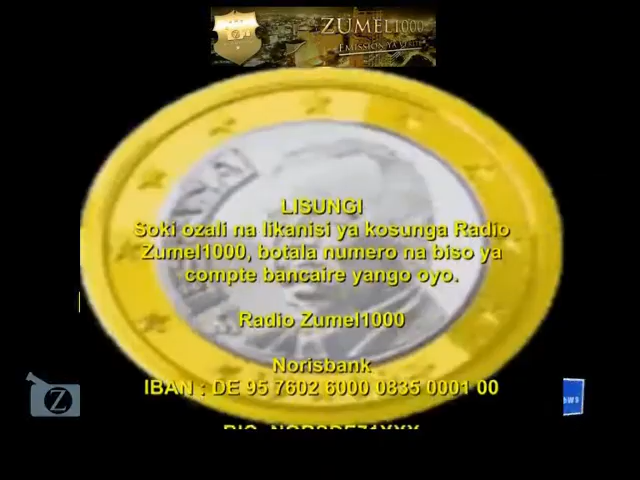 ZUMEL1000
EMISSION YA
LISUNGI
Soki ozali na likanisi ya kosunga Radio
Zumel1000, botala numero na biso ya
compte bancaire yango oyo.
Radio Zumel1000
Norisbank
IBAN : DE 95 7602 6000 0835 0001 00
Z